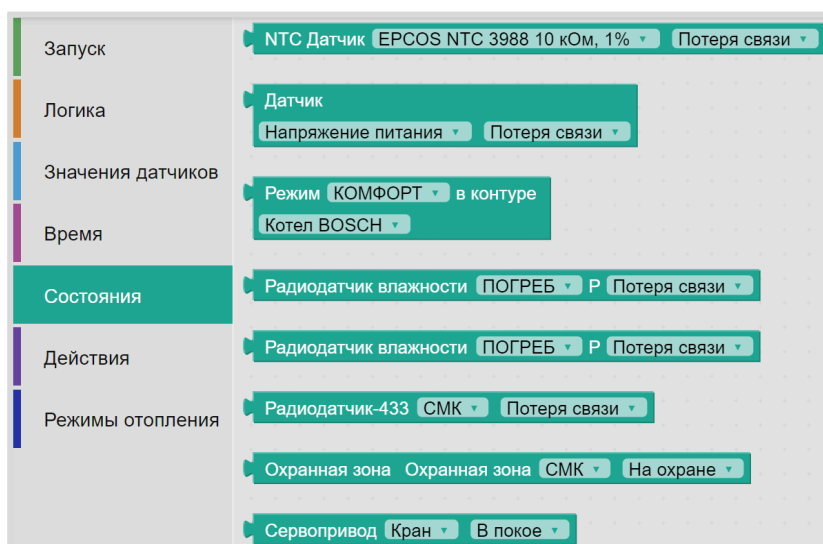 Запуск
Логика
Значения датчиков
Время
Состояния
Действия
Режимы отопления
NTC Датчик EPCOS NTC 3988 10 кОм, 1% Потеря связи
Датчик
Напряжение питания Потеря связи
Режим КОМФОРТ в контуре
Котел BOSCH
Радиодатчик влажности ПОГРЕБ Р Потеря связи
Радиодатчик влажности ПОГРЕБ Р Потеря связи
Радиодатчик-433 СМК Потеря связи
Охранная зона Охранная зона СМК На охране
Сервопривод Кран В покое